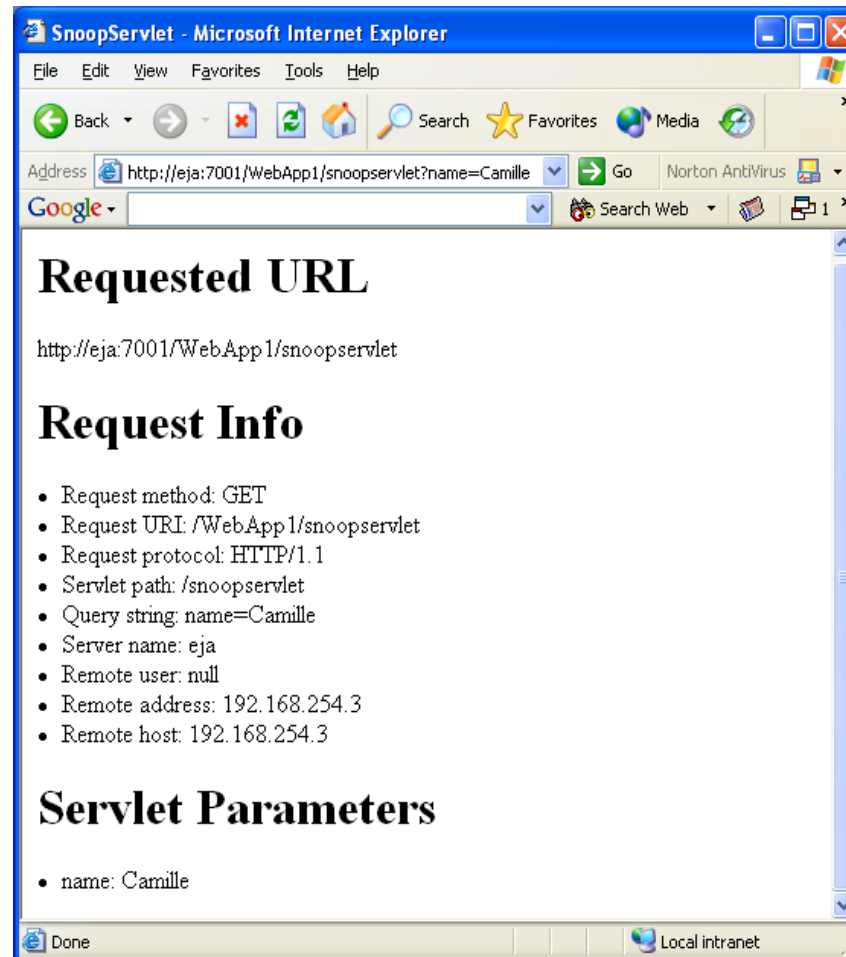 SnoopServlet - Microsoft Internet Explorer
File Edit View Favorites Tools Help
Back Search Favorites Media
Address http://eja:7001/WebApp1/snoopservlet?name=Camille Go Norton AntiVirus
Google Search Web 1
Requested URL
http://eja:7001/WebApp1/snoopservlet
Request Info
• Request method: GET
• Request URI: /WebApp1/snoopservlet
• Request protocol: HTTP/1.1
• Servlet path: /snoopservlet
• Query string: name=Camille
• Server name: eja
• Remote user: null
• Remote address: 192.168.254.3
• Remote host: 192.168.254.3
Servlet Parameters
• name: Camille
Done Local intranet